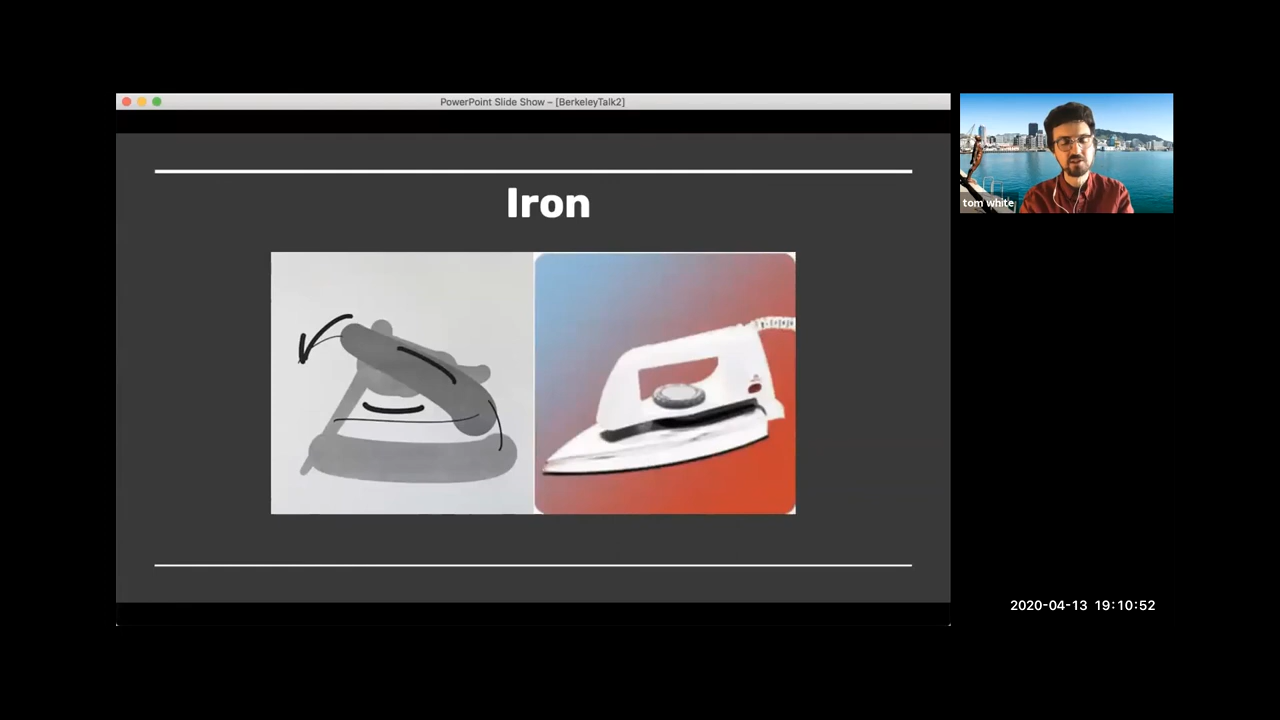 PowerPoint Slide Show – [BerkeleyTalk2]
Iron
tom white
2020-04-13 19:10:52